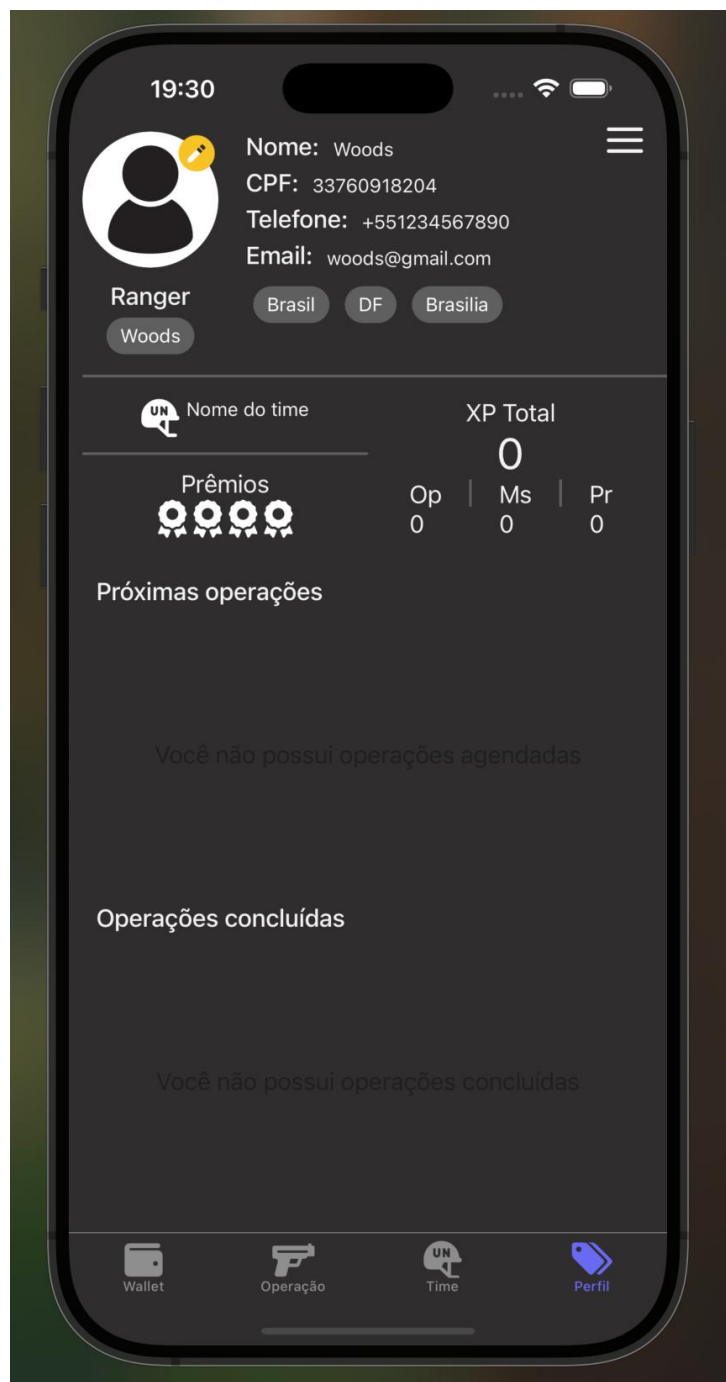 19:30
Nome: Woods
CPF: 33760918204
Telefone: +551234567890
Email: woods@gmail.com
Ranger
Brasil DF Brasilia
Woods
UN Nome do time
XP Total
0
Prêmios
Op Ms Pr
0 0 0
Próximas operações
Você não possui operações agendadas
Operações concluídas
Você não possui operações concluídas
UN
Wallet Operação Time Perfil